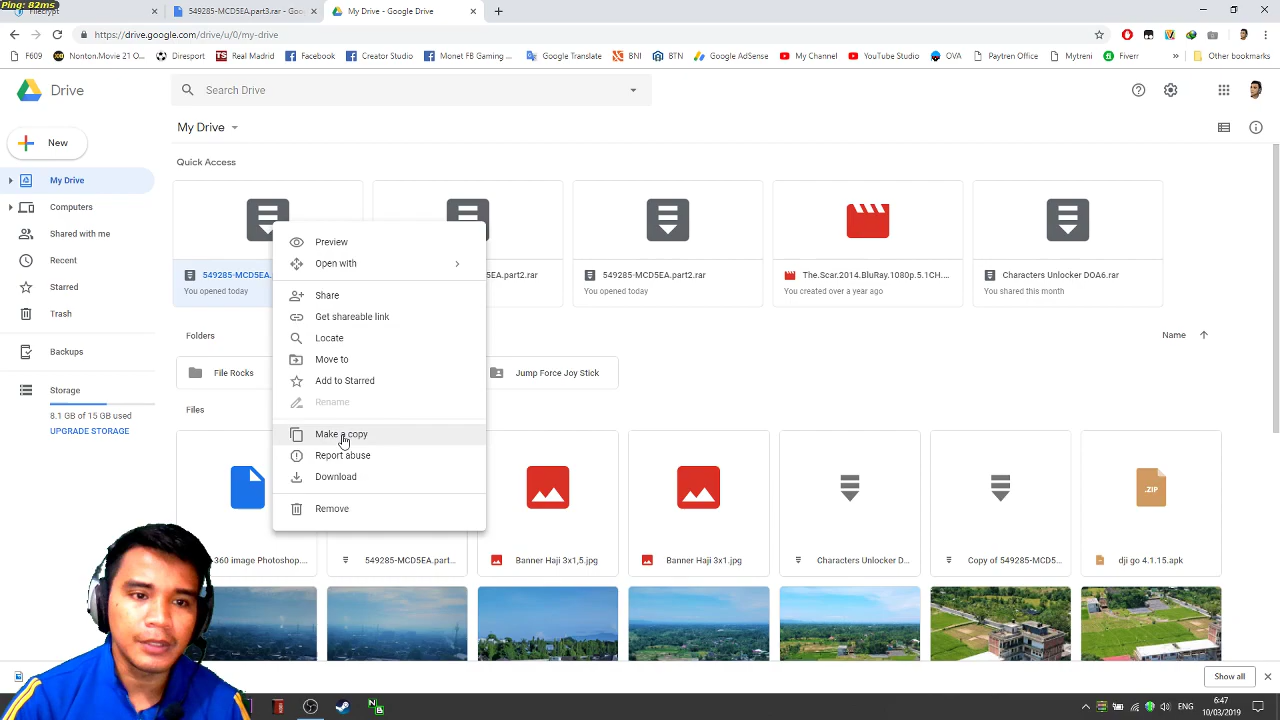 Ping: 82ms
Filecrypt
549285-MCD5EA.part3.rar - Goo
My Drive - Google Drive
https://drive.google.com/drive/u/0/my-drive
F609
NortonMovie21 O
Diresport
Real Madrid
Facebook
Creator Studio
Monet FB
Google Translate
BNI
BTN
Google AdSense
My Channel
YouTube Studio
OVA
Paytren Office
Mytreni
Fiverr
»
Other bookmarks
Drive
Search Drive
New
My Drive
Quick Access
My Drive
Computers
Shared with me
Recent
Starred
Trash
Backups
Storage
8.1 GB of 15 GB used
UPGRADE STORAGE
549285-MCD5EA.
You opened today
5EA.part2.rar
549285-MCD5EA.part2.rar
You opened today
The.Scar.2014.BluRay.1080p.5.1CH....
You created over a year ago
Characters Unlocker DOA6.rar
You shared this month
Preview
Open with
Share
Get shareable link
Locate
Move to
Add to Starred
Rename
Make a copy
Report abuse
Download
Remove
Folders
Name
File Rocks
Jump Force Joy Stick
Files
360 image Photoshop....
549285-MCD5EA.part...
Banner Haji 3x1,5.jpg
Banner Haji 3x1.jpg
Characters Unlocker D...
Copy of 549285-MCD5...
.ZIP
dji go 4.1.15.apk
Show all
ENG
6:47
10/03/2019